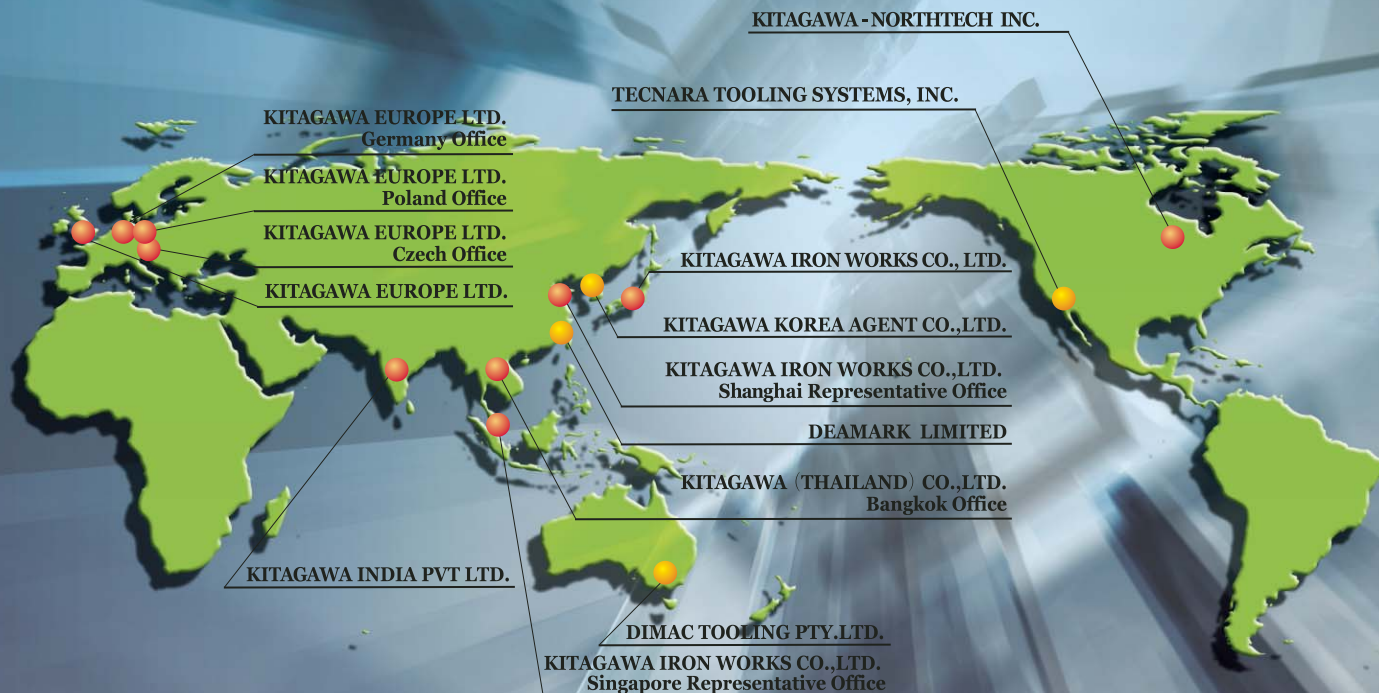 KITAGAWA - NORTHTECH INC.
TECNARA TOOLING SYSTEMS, INC.
KITAGAWA EUROPE LTD.
Germany Office
KITAGAWA EUROPE LTD.
Poland Office
KITAGAWA EUROPE LTD.
Czech Office
KITAGAWA EUROPE LTD.
KITAGAWA IRON WORKS CO., LTD.
KITAGAWA KOREA AGENT CO.,LTD.
KITAGAWA IRON WORKS CO.,LTD.
Shanghai Representative Office
DEAMARK LIMITED
KITAGAWA (THAILAND) CO.,LTD.
Bangkok Office
KITAGAWA INDIA PVT LTD.
DIMAC TOOLING PTY.LTD.
KITAGAWA IRON WORKS CO.,LTD.
Singapore Representative Office